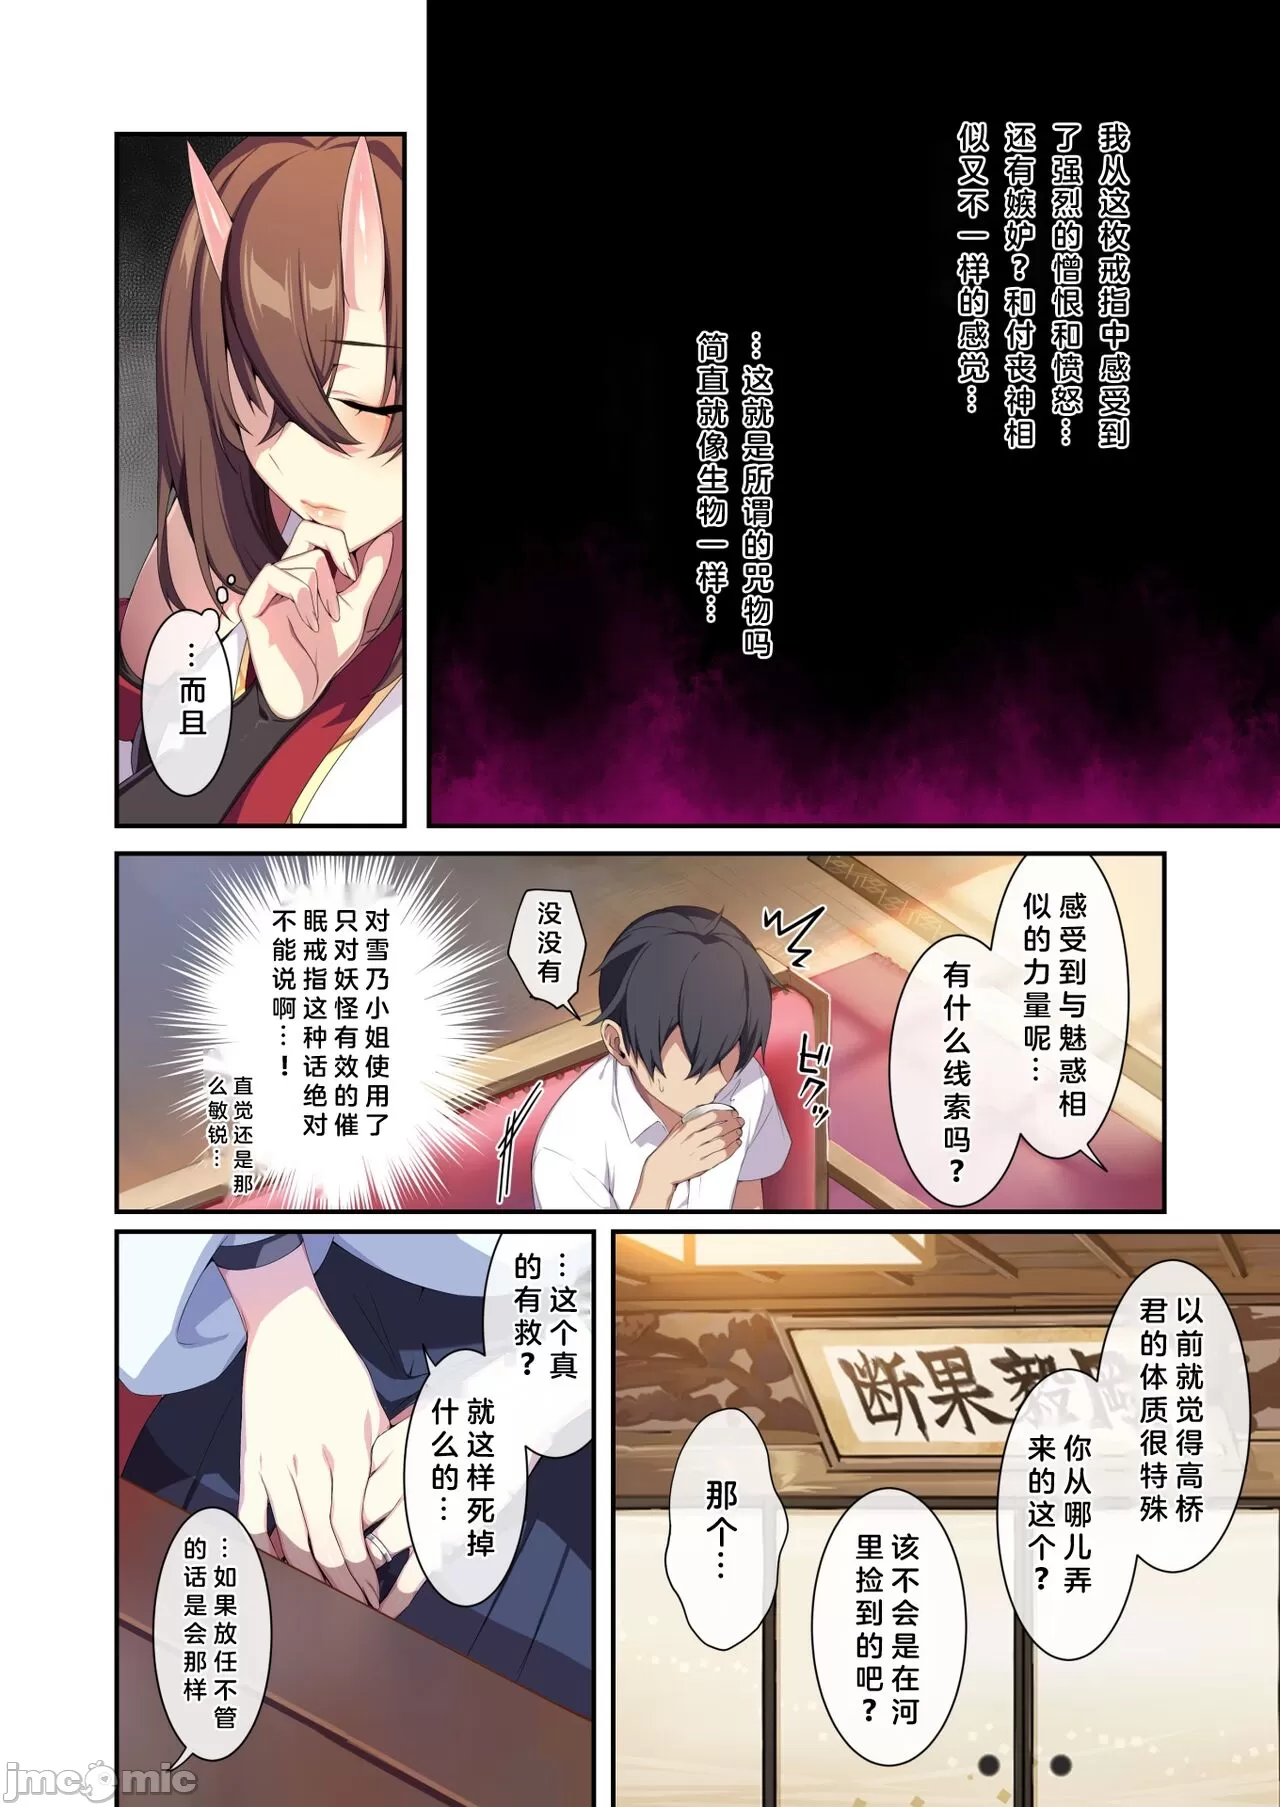 我从这枚戒指中感受到
了强烈的憎恨和愤怒…
还有嫉妒？和付丧神相
似又不一样的感觉…
…这就是所谓的咒物吗
简直就像生物一样…
…而且
感受到与魅惑相
似的力量呢…
有什么线索吗？
ビクッ
没没有
对雪乃小姐使用了
只对妖怪有效的催
眠戒指这种话绝对
不能说啊…！
直觉还是那
么敏锐…
以前就觉得高桥
君的体质很特殊
你从哪儿弄
来的这个？
断果
该不会是在河
里捡到的吧？
那个…
…这个真
的有救？
就这样死掉
什么的…
…如果放任不管
的话是会那样
jmcomic